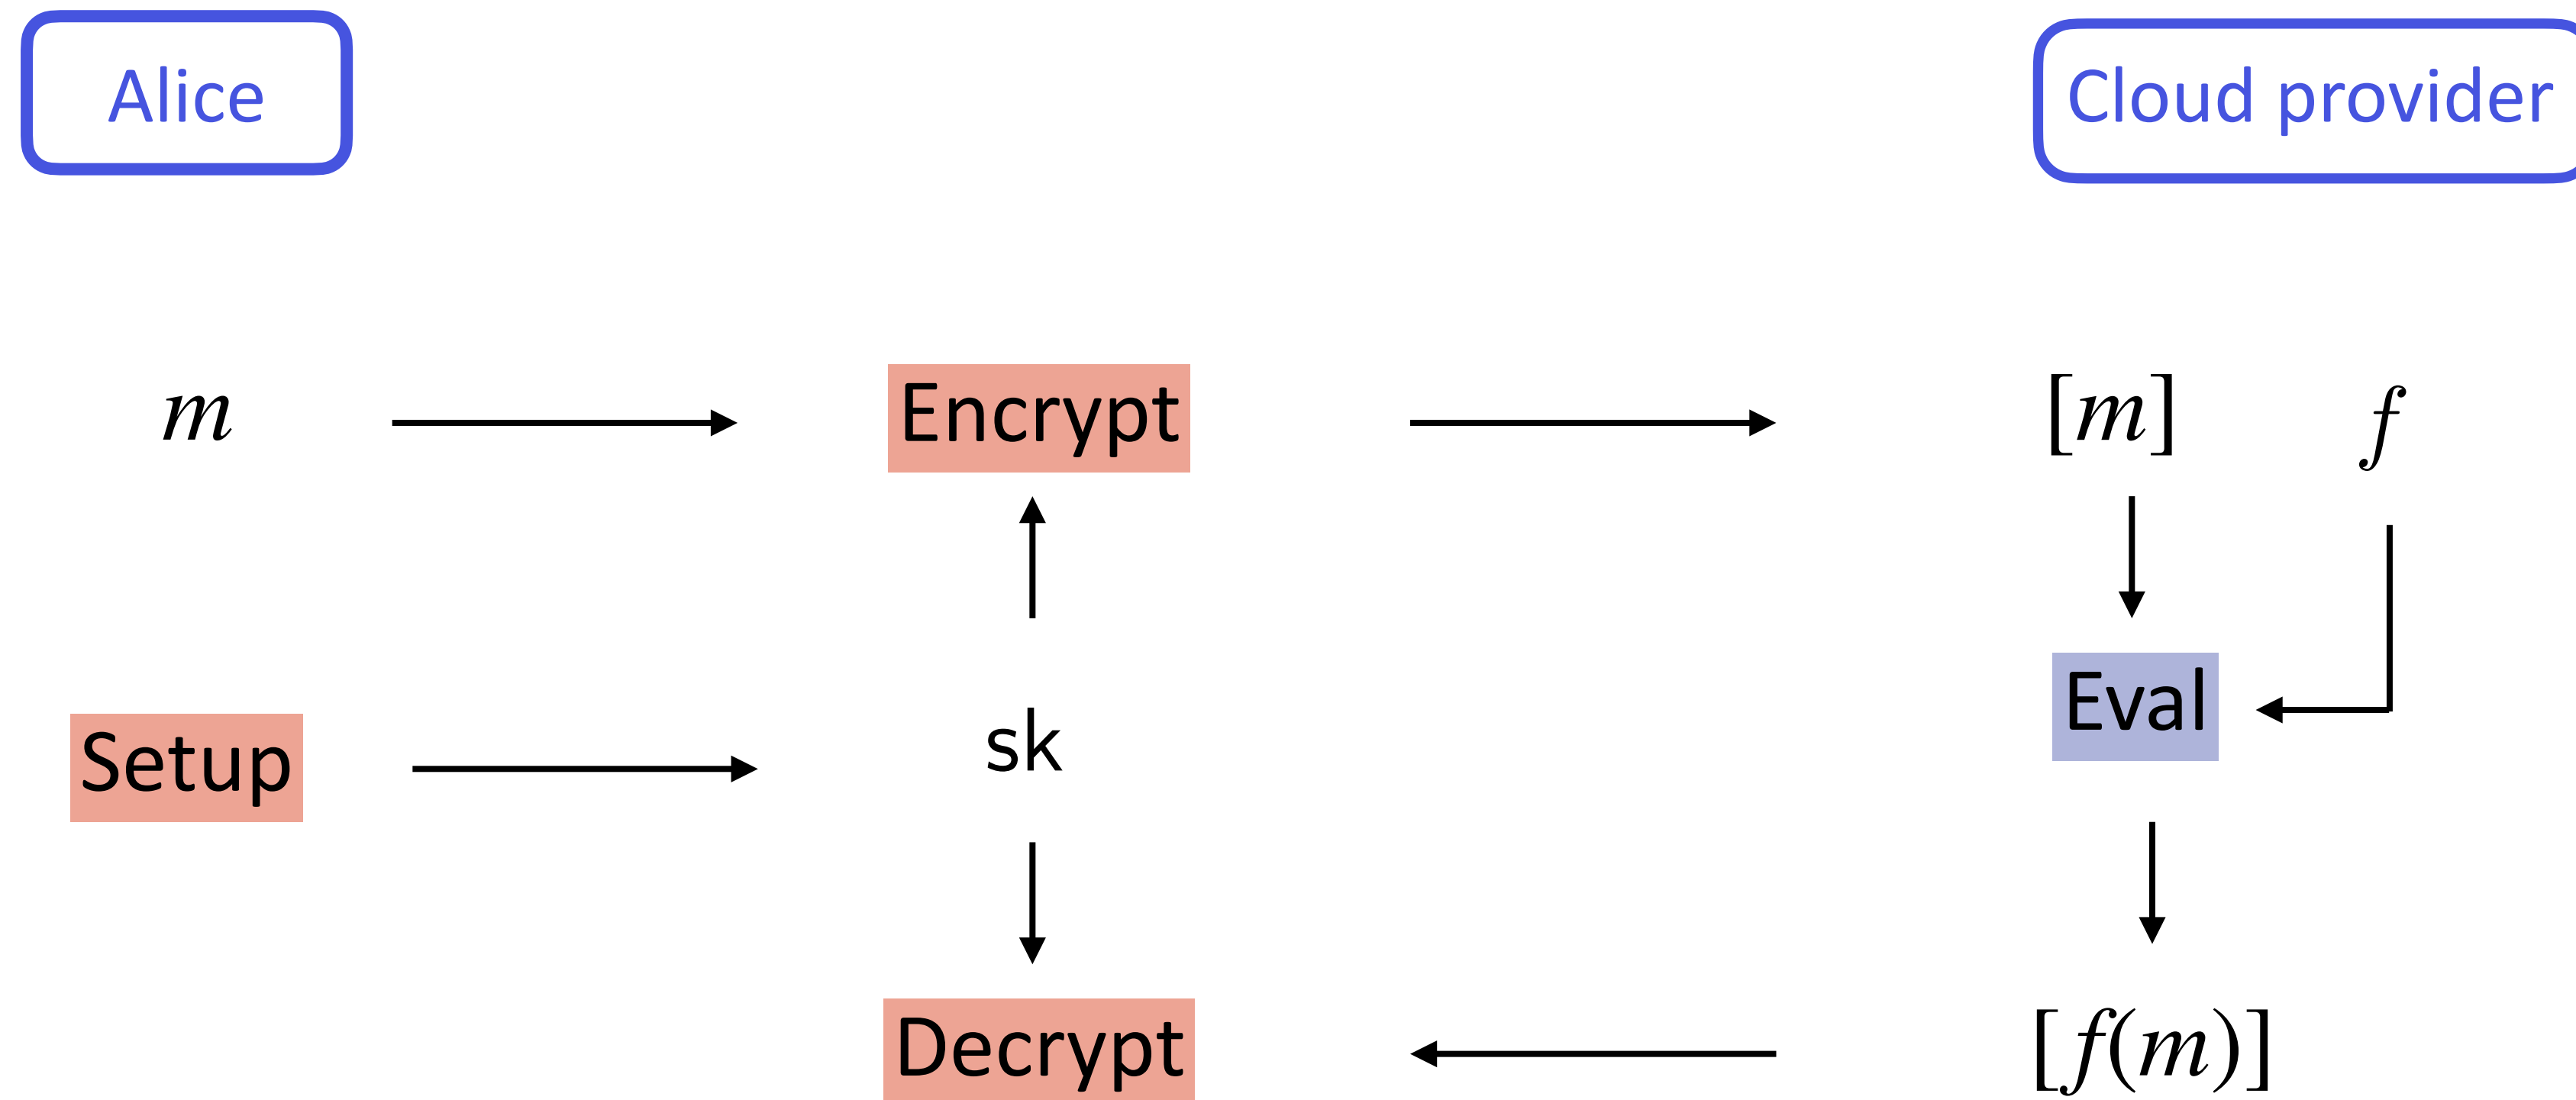 Alice
Cloud provider
m
Encrypt
[m]
f
Setup
sk
Eval
Decrypt
[f(m)]